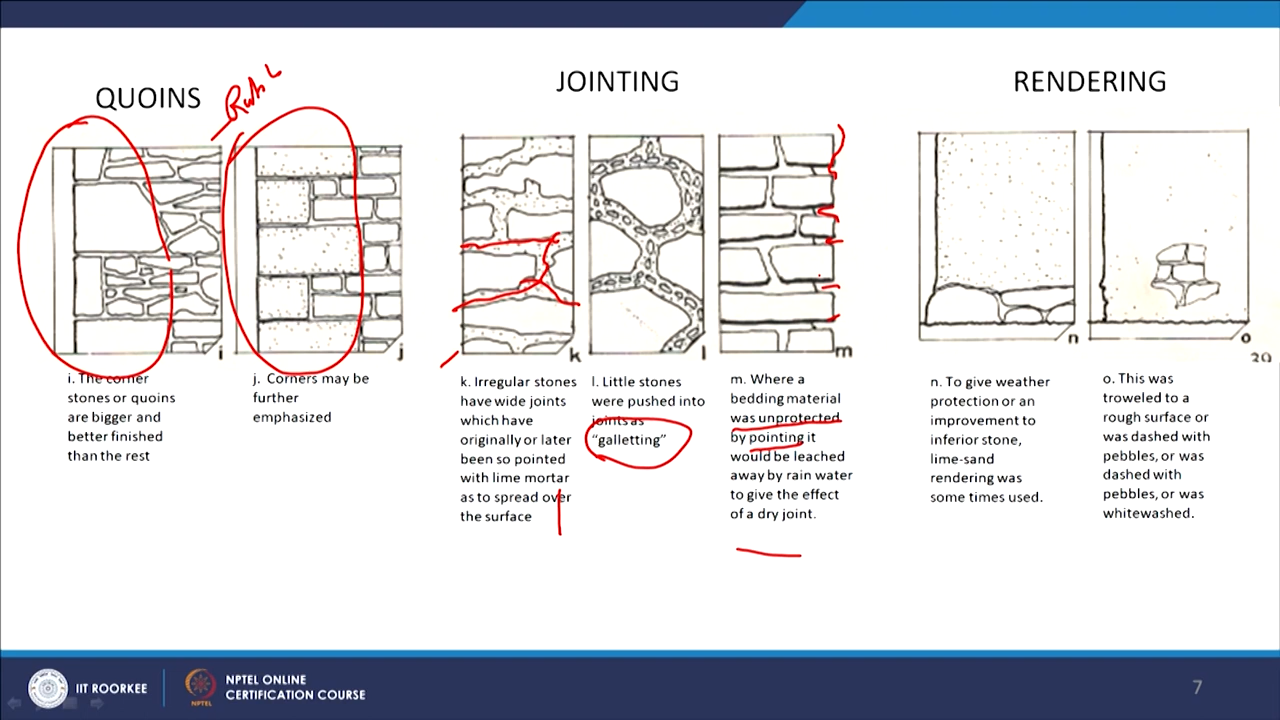 QUOINS
JOINTING
RENDERING
i
j
k
l
m
n
o
20
i. The corner
stones or quoins
are bigger and
better finished
than the rest
j. Corners may be
further
emphasized
k. Irregular stones
have wide joints
which have
originally or later
been so pointed
with lime mortar
as to spread over
the surface
l. Little stones
were pushed into
joints as
“galletting”
m. Where a
bedding material
was unprotected
by pointing it
would be leached
away by rain water
to give the effect
of a dry joint.
n. To give weather
protection or an
improvement to
inferior stone,
lime-sand
rendering was
some times used.
o. This was
troweled to a
rough surface or
was dashed with
pebbles, or was
dashed with
pebbles, or was
whitewashed.
IIT ROORKEE
NPTEL
NPTEL ONLINE
CERTIFICATION COURSE
7